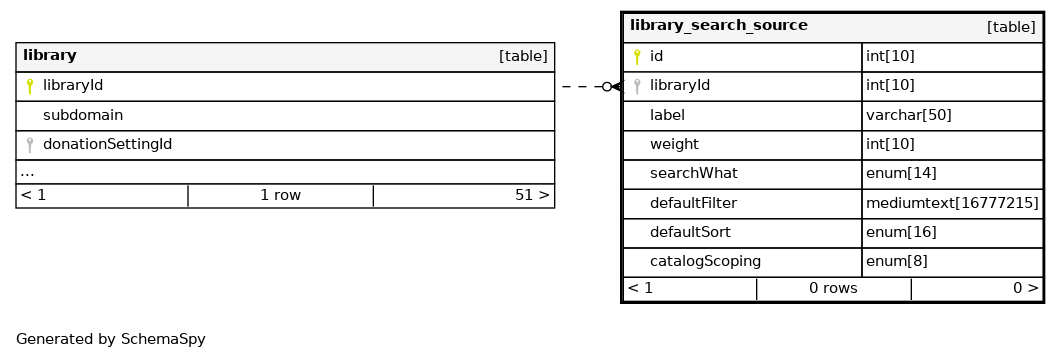 library [table]
libraryId
subdomain
donationSettingId
...
< 1 1 row 51 >
library_search_source [table]
id int[10]
libraryId int[10]
label varchar[50]
weight int[10]
searchWhat enum[14]
defaultFilter mediumtext[16777215]
defaultSort enum[16]
catalogScoping enum[8]
< 1 0 rows 0 >
Generated by SchemaSpy